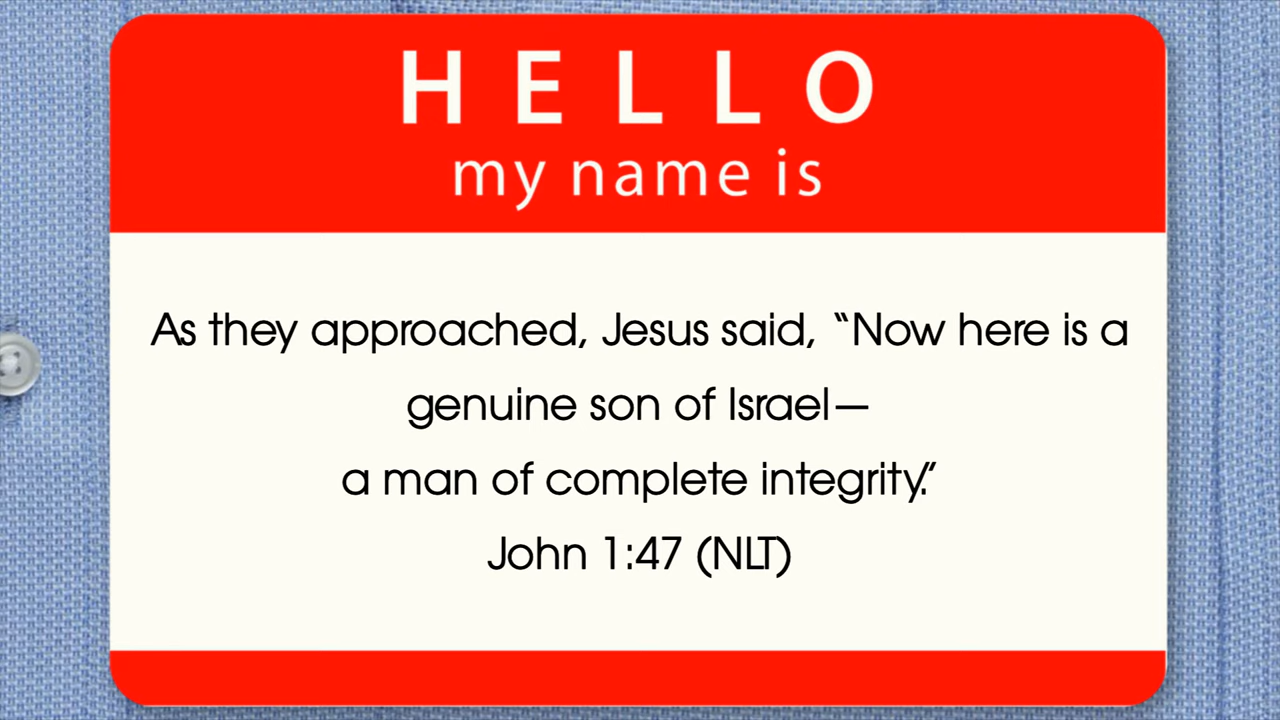 HELLO
my name is
As they approached, Jesus said, “Now here is a
genuine son of Israel—
a man of complete integrity.”
John 1:47 (NLT)